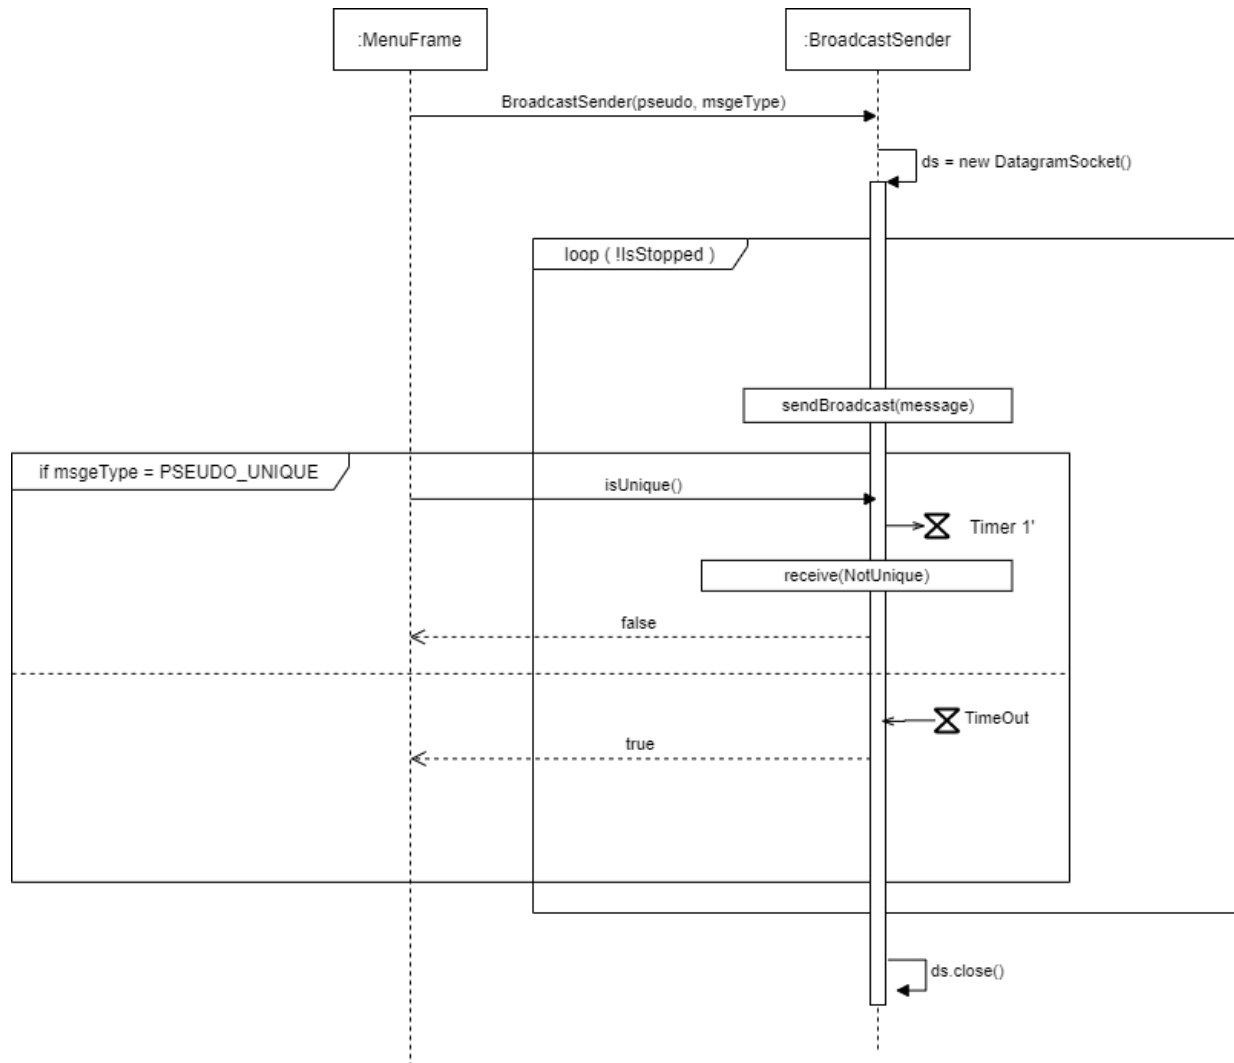 :MenuFrame
:BroadcastSender
BroadcastSender(pseudo, msgeType)
ds = new DatagramSocket()
loop ( !IsStopped )
sendBroadcast(message)
if msgeType = PSEUDO_UNIQUE
isUnique()
Timer 1'
receive(NotUnique)
false
TimeOut
true
ds.close()